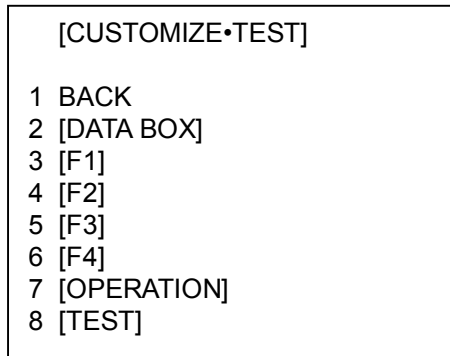 [CUSTOMIZE•TEST]
1 BACK
2 [DATA BOX]
3 [F1]
4 [F2]
5 [F3]
6 [F4]
7 [OPERATION]
8 [TEST]